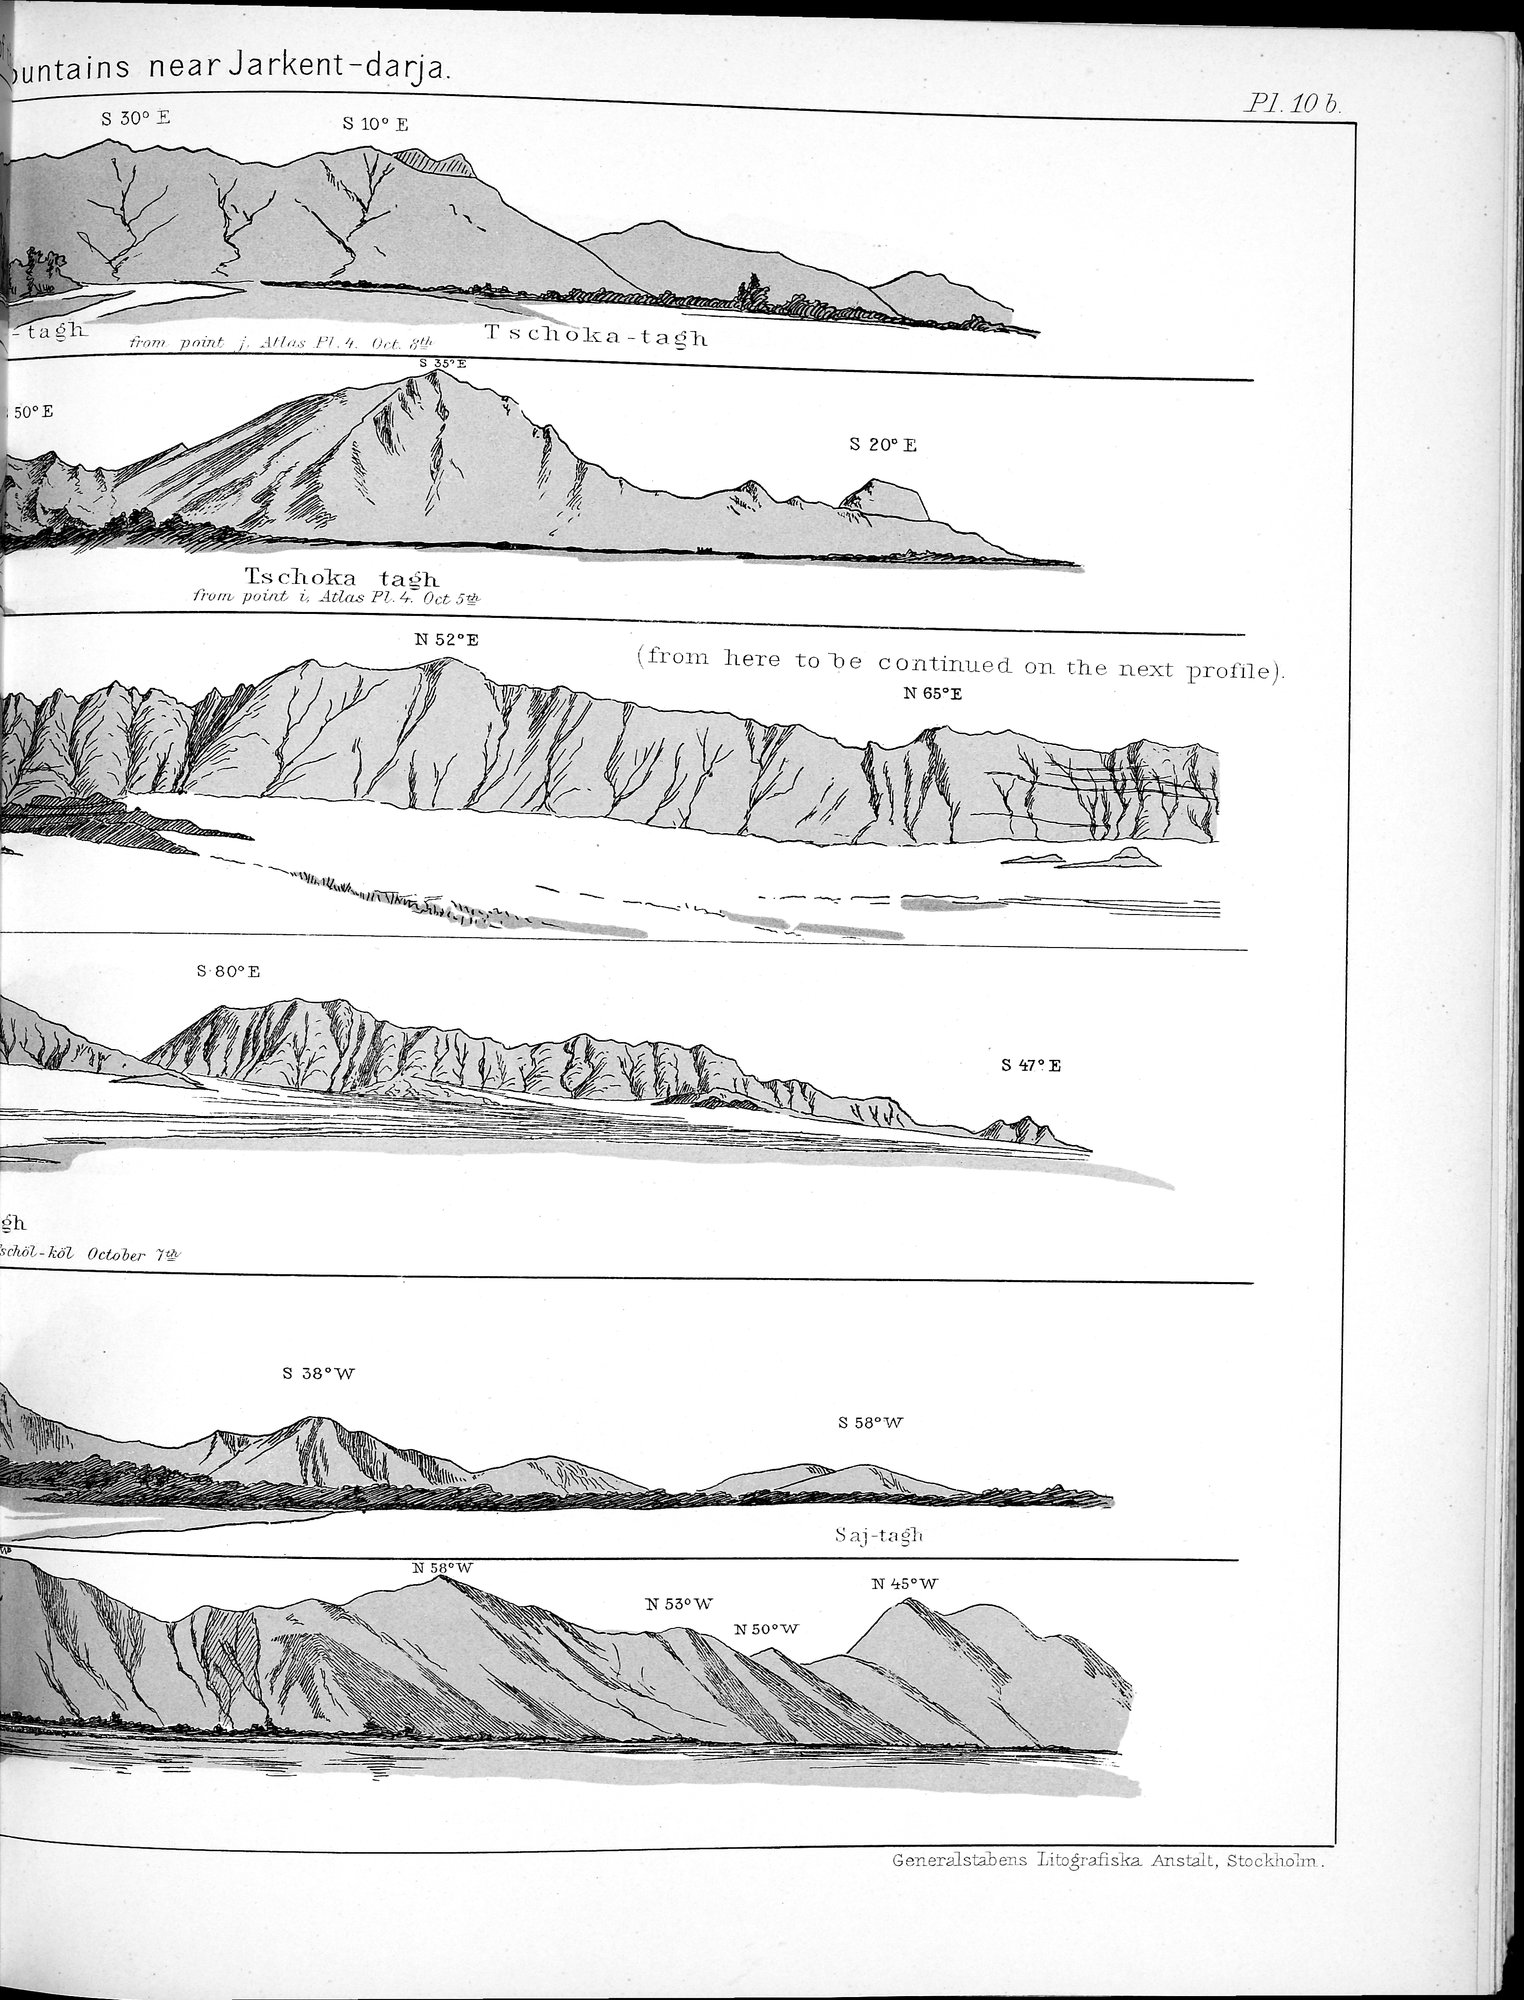 ountains near Jarkent-darja.
Pl. 10 b.
S 30° E
S 10° E
-tagh
from point j. Atlas Pl. 4. Oct. 8th
Tschoka-tagh
S 35° E
50° E
S 20° E
Tschoka tagh
from point i. Atlas Pl. 4. Oct 5th
N 52° E
(from here to be continued on the next profile).
N 65° E
S 80° E
S 47° E
gh
schöl-köl October 7th
S 38° W
S 58° W
Saj-tagh
N 58° W
N 53° W
N 50° W
N 45° W
Generalstabens Litografiska Anstalt, Stockholm.